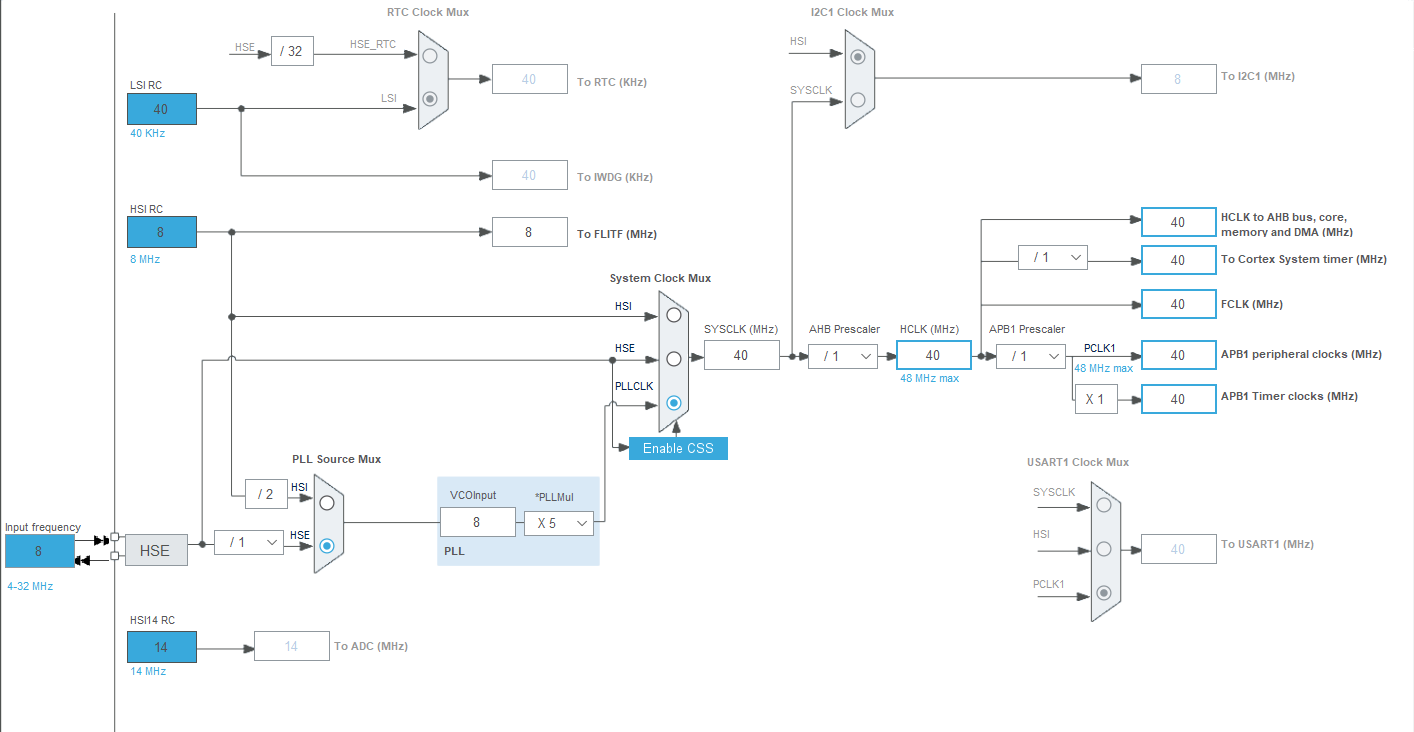 RTC Clock Mux
I2C1 Clock Mux
HSE
/ 32
HSE_RTC
HSI
LSI RC
40
40 KHz
LSI
40
To RTC (KHz)
SYSCLK
8
To I2C1 (MHz)
40
To IWDG (KHz)
HSI RC
8
8 MHz
8
To FLITF (MHz)
System Clock Mux
HSI
HSE
PLLCLK
Enable CSS
SYSCLK (MHz)
40
AHB Prescaler
/ 1
HCLK (MHz)
40
48 MHz max
APB1 Prescaler
/ 1
40
HCLK to AHB bus, core,
memory and DMA (MHz)
/ 1
40
To Cortex System timer (MHz)
40
FCLK (MHz)
PCLK1
48 MHz max
40
APB1 peripheral clocks (MHz)
X 1
40
APB1 Timer clocks (MHz)
PLL Source Mux
/ 2
HSI
Input frequency
8
4-32 MHz
HSE
/ 1
HSE
VCOInput
8
*PLLMul
X 5
PLL
USART1 Clock Mux
SYSCLK
HSI
PCLK1
40
To USART1 (MHz)
HSI14 RC
14
14 MHz
14
To ADC (MHz)